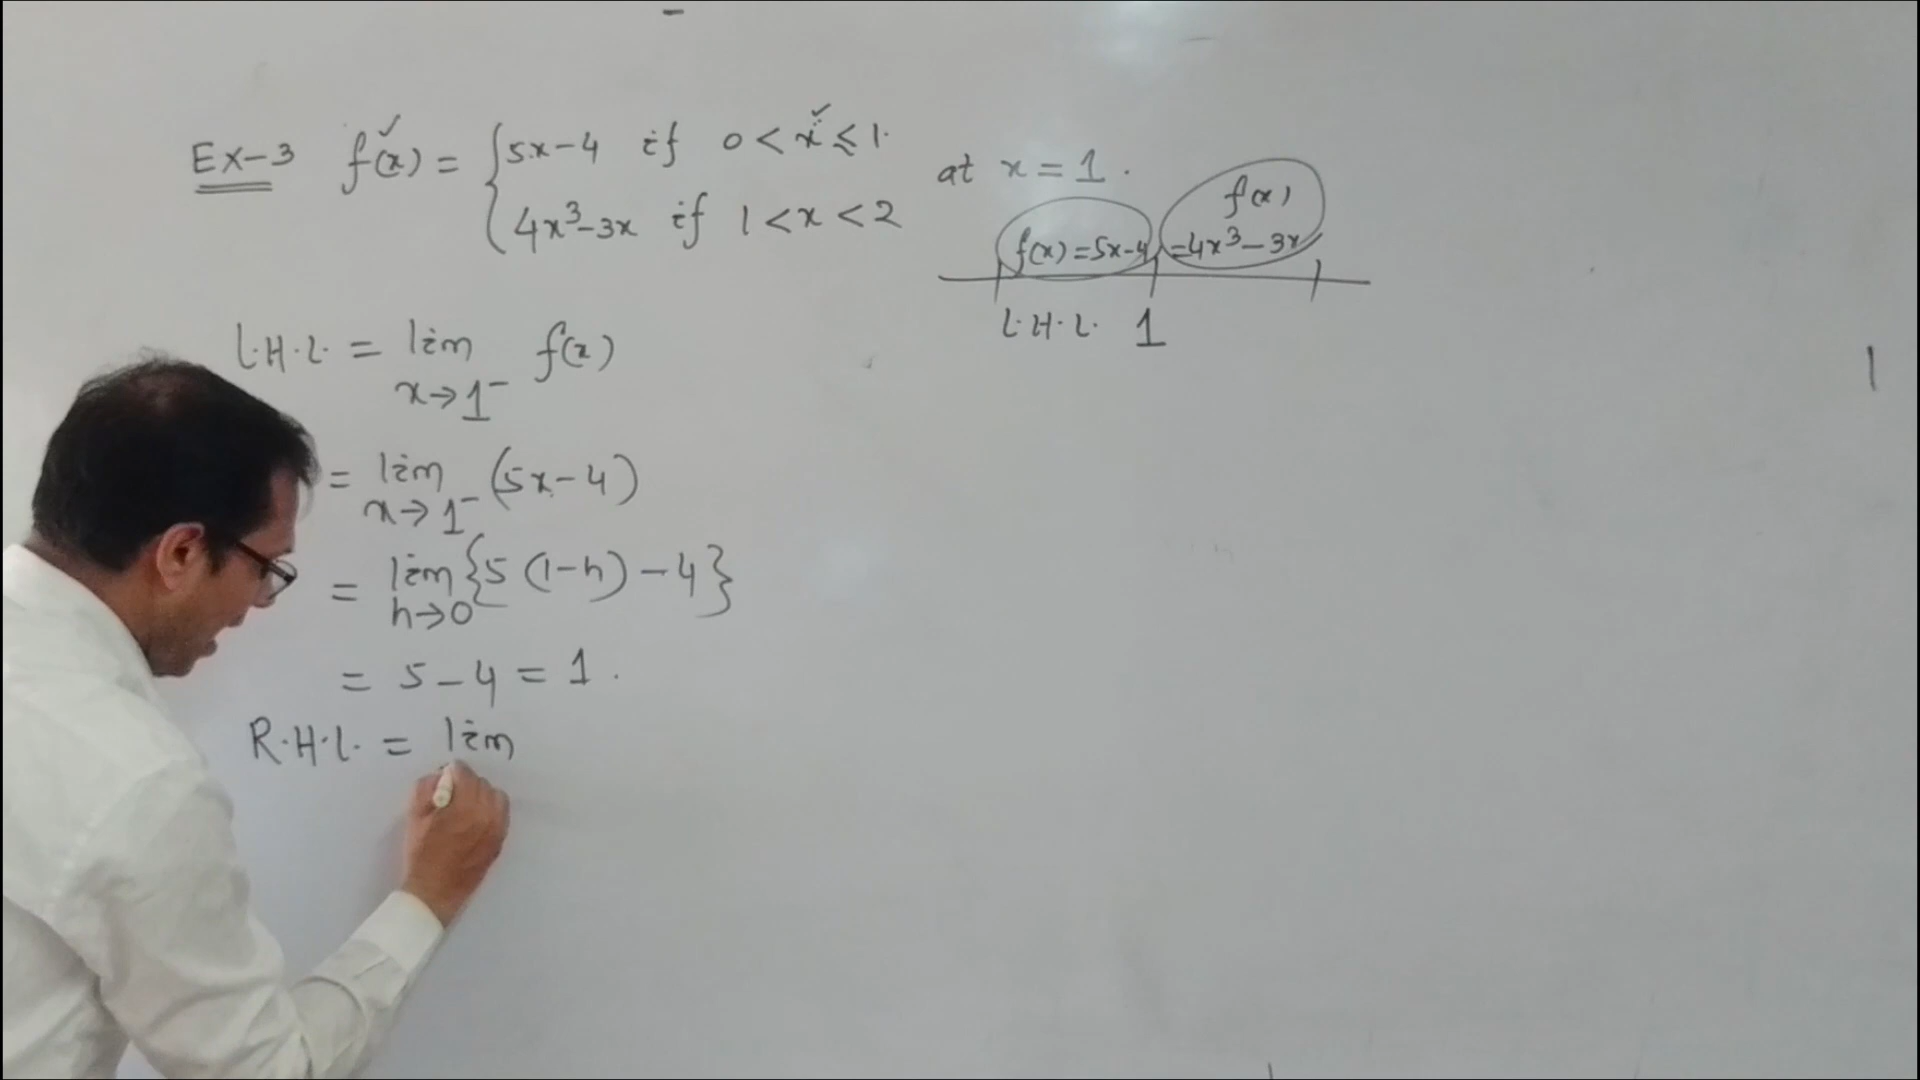 Ex-3 f(x) = { 5x-4 if 0 < x ≤ 1.
4x³-3x if 1 < x < 2
at x = 1.
f(x)
f(x) = 5x-4 = 4x³-3x
L.H.L. 1
L.H.L. = lim f(x)
x→1⁻
= lim (5x-4)
x→1⁻
= lim {5 (1-h) - 4}
h→0
= 5-4 = 1.
R.H.L. = lim